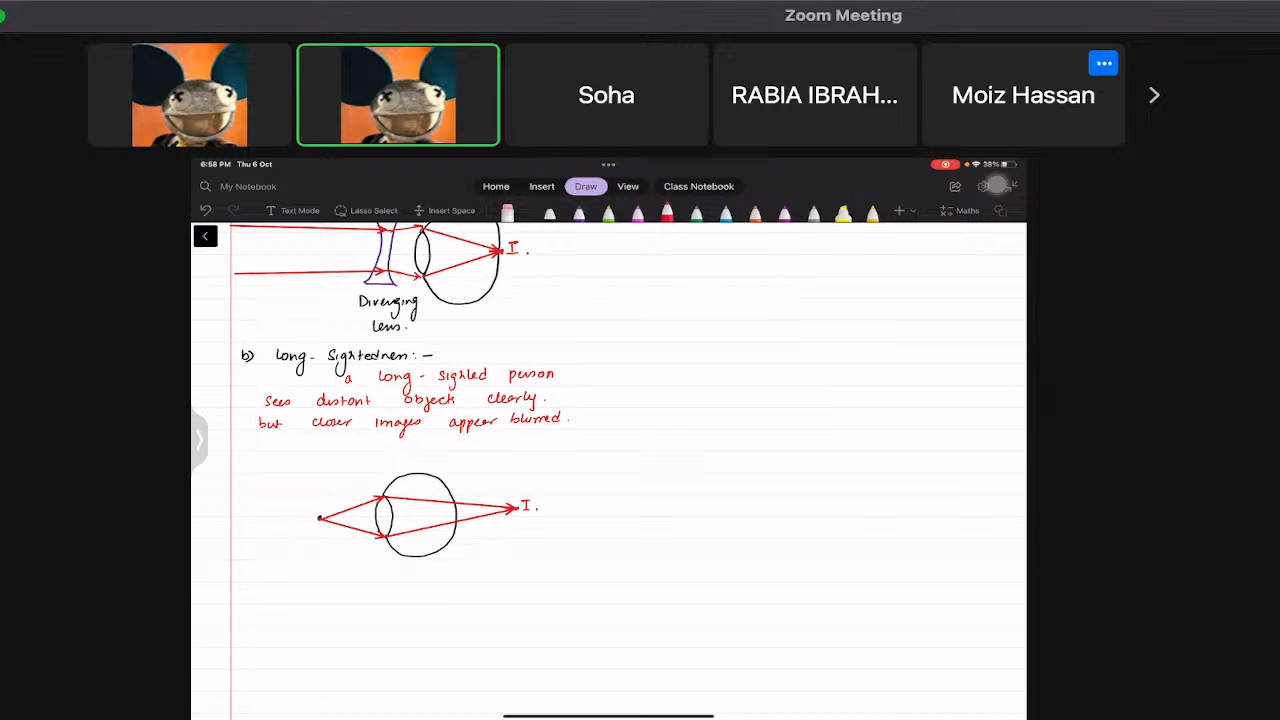 Zoom Meeting
Soha
RABIA IBRAH...
Moiz Hassan
6:58 PM Thu 6 Oct
38%
My Notebook
Home Insert Draw View Class Notebook
Text Mode Lasso Select Insert Space
Maths
I.
Diverging
lens.
b) Long-Sightedness:-
a long-sighted person
sees distant object clearly.
but closer images appear blurred.
I.